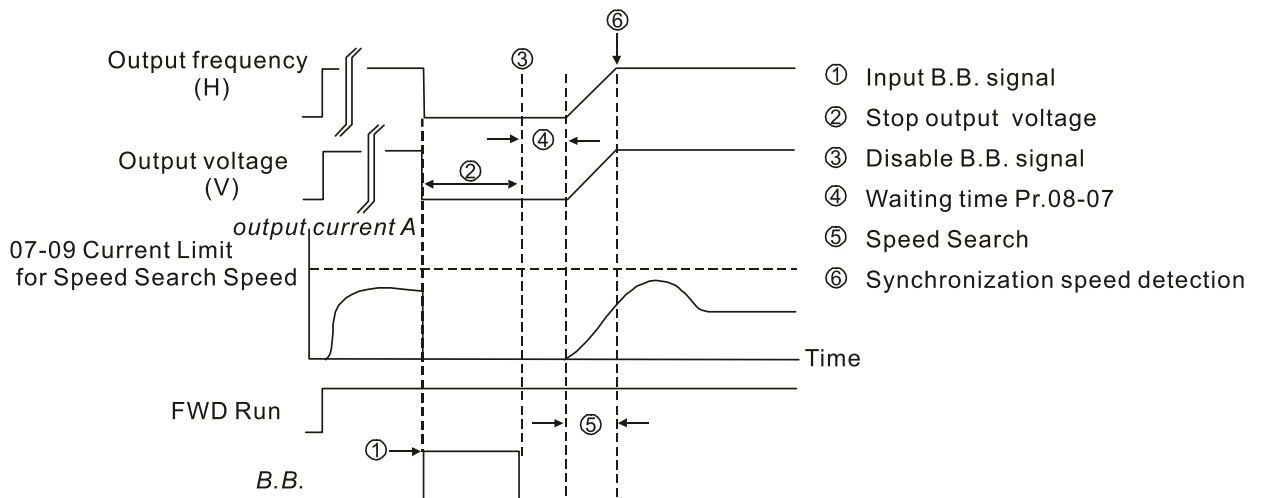 ⑥
Output frequency
(H)
③
① Input B.B. signal
② Stop output voltage
④
Output voltage
(V)
②
③ Disable B.B. signal
④ Waiting time Pr.08-07
output current A
07-09 Current Limit
for Speed Search Speed
⑤ Speed Search
⑥ Synchronization speed detection
Time
FWD Run
⑤
①
B.B.